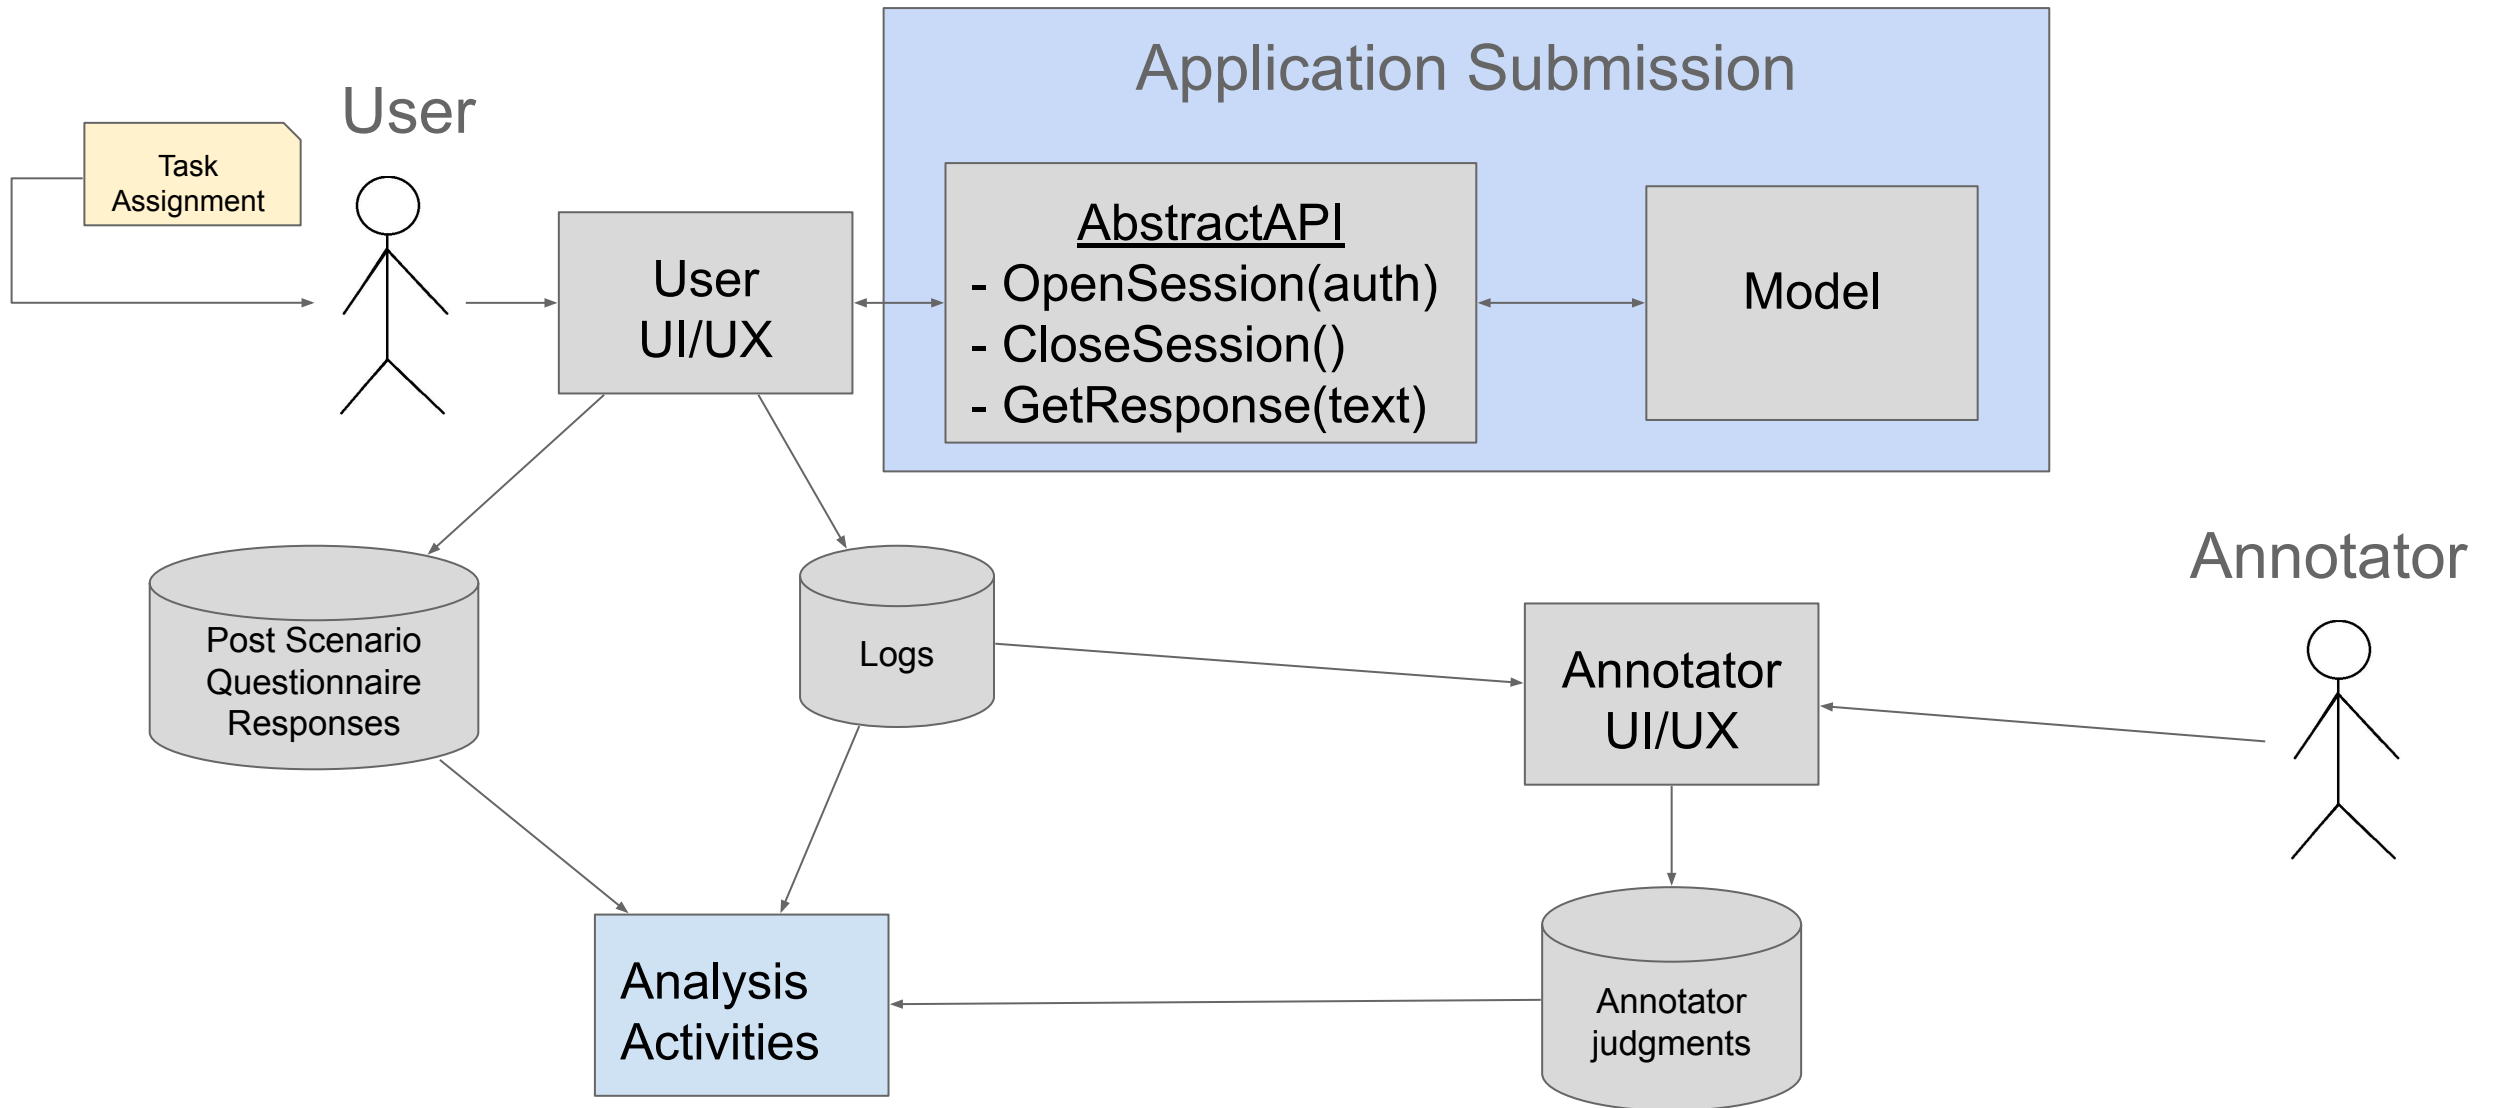 Application Submission
User
Task
Assignment
AbstractAPI
- OpenSession(auth)
- CloseSession()
- GetResponse(text)
User
UI/UX
Model
Annotator
Post Scenario
Questionnaire
Responses
Logs
Annotator
UI/UX
Analysis
Activities
Annotator
judgments